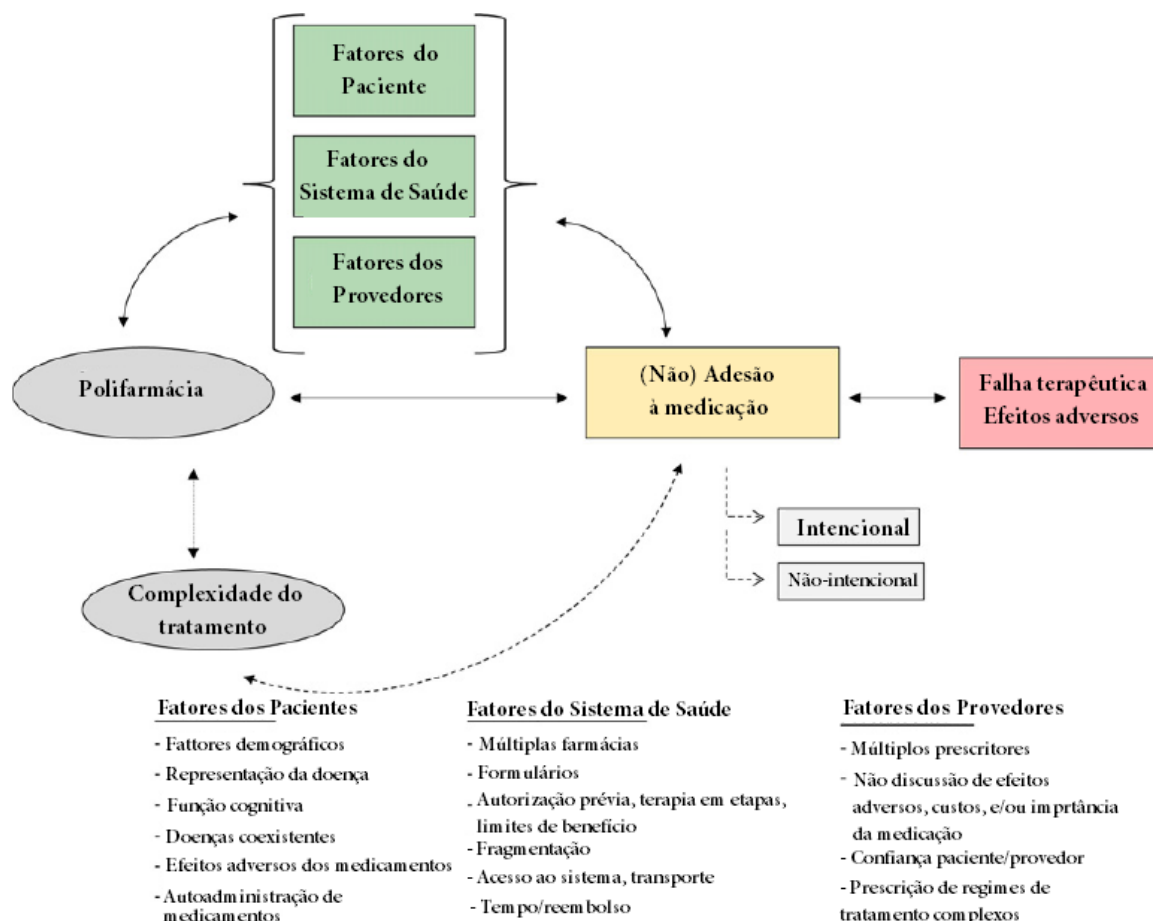 Fatores do
Paciente
Fatores do
Sistema de Saúde
Fatores dos
Provedores
Polifarmácia
(Não) Adesão
à medicação
Falha terapêutica
Efeitos adversos
Intencional
Não-intencional
Complexidade do
tratamento
Fatores dos Pacientes
- Fattores demográficos
- Representação da doença
- Função cognitiva
- Doenças coexistentes
- Efeitos adversos dos medicamentos
- Autoadministração de
medicamentos
Fatores do Sistema de Saúde
- Múltiplas farmácias
- Formulários
- Autorização prévia, terapia em etapas,
limites de benefício
- Fragmentação
- Acesso ao sistema, transporte
- Tempo/reembolso
Fatores dos Provedores
- Múltiplos prescritores
- Não discussão de efeitos
adversos, custos, e/ou imprtância
da medicação
- Confiança paciente/provedor
- Prescrição de regimes de
tratamento complexos